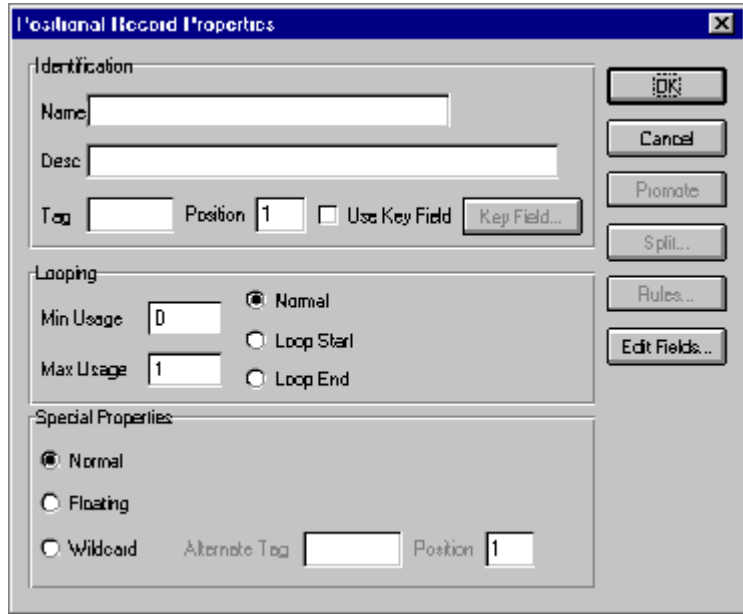 Positional Record Properties
Identification
Name
Desc
Tag Position 1 Use Key Field Key Field...
Looping
Min Usage 0
Max Usage 1
Normal
Loop Start
Loop End
Special Properties
Normal
Floating
Wildcard Alternate Tag Position 1
OK
Cancel
Promote
Split...
Rules...
Edit Fields...